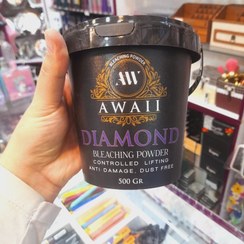 BLEACHING POWDER
AW
AWAII
DIAMOND
BLEACHING POWDER
CONTROLLED LIFTING
ANTI DAMAGE, DUST FREE
500 GR